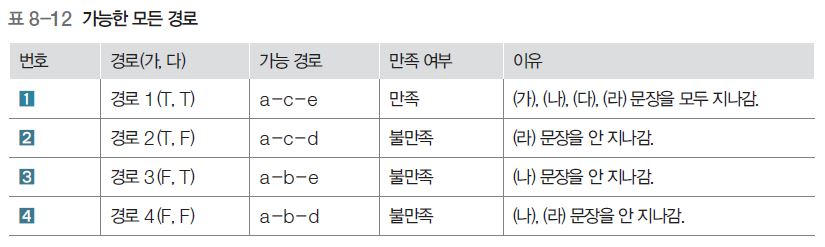 표 8-12 가능한 모든 경로
번호 경로(가, 다) 가능 경로 만족 여부 이유
1 경로 1(T, T) a-c-e 만족 (가), (나), (다), (라) 문장을 모두 지나감.
2 경로 2(T, F) a-c-d 불만족 (라) 문장을 안 지나감.
3 경로 3(F, T) a-b-e 불만족 (나) 문장을 안 지나감.
4 경로 4(F, F) a-b-d 불만족 (나), (라) 문장을 안 지나감.